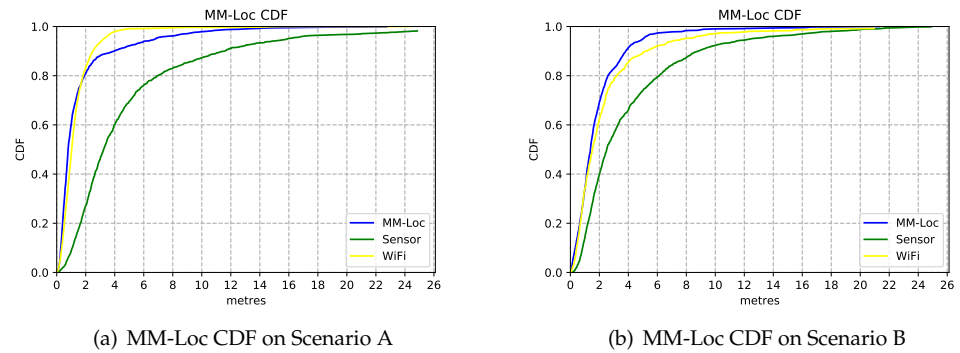 MM-Loc CDF
1.0
0.8
0.6
0.4
0.2
0.0
CDF
0 2 4 6 8 10 12 14 16 18 20 22 24 26
metres
MM-Loc
Sensor
WiFi
(a) MM-Loc CDF on Scenario A
MM-Loc CDF
1.0
0.8
0.6
0.4
0.2
0.0
CDF
0 2 4 6 8 10 12 14 16 18 20 22 24 26
metres
MM-Loc
Sensor
WiFi
(b) MM-Loc CDF on Scenario B